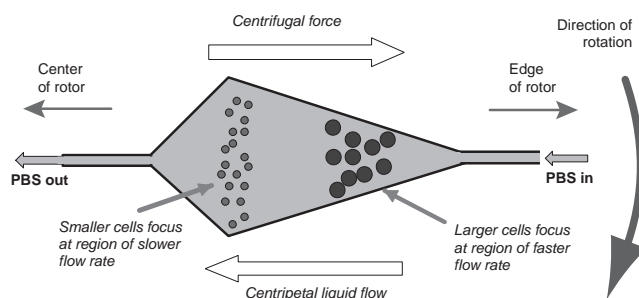 Centrifugal force
Direction of
rotation
Center
of rotor
Edge
of rotor
PBS out
PBS in
Smaller cells focus
at region of slower
flow rate
Larger cells focus
at region of faster
flow rate
Centripetal liquid flow